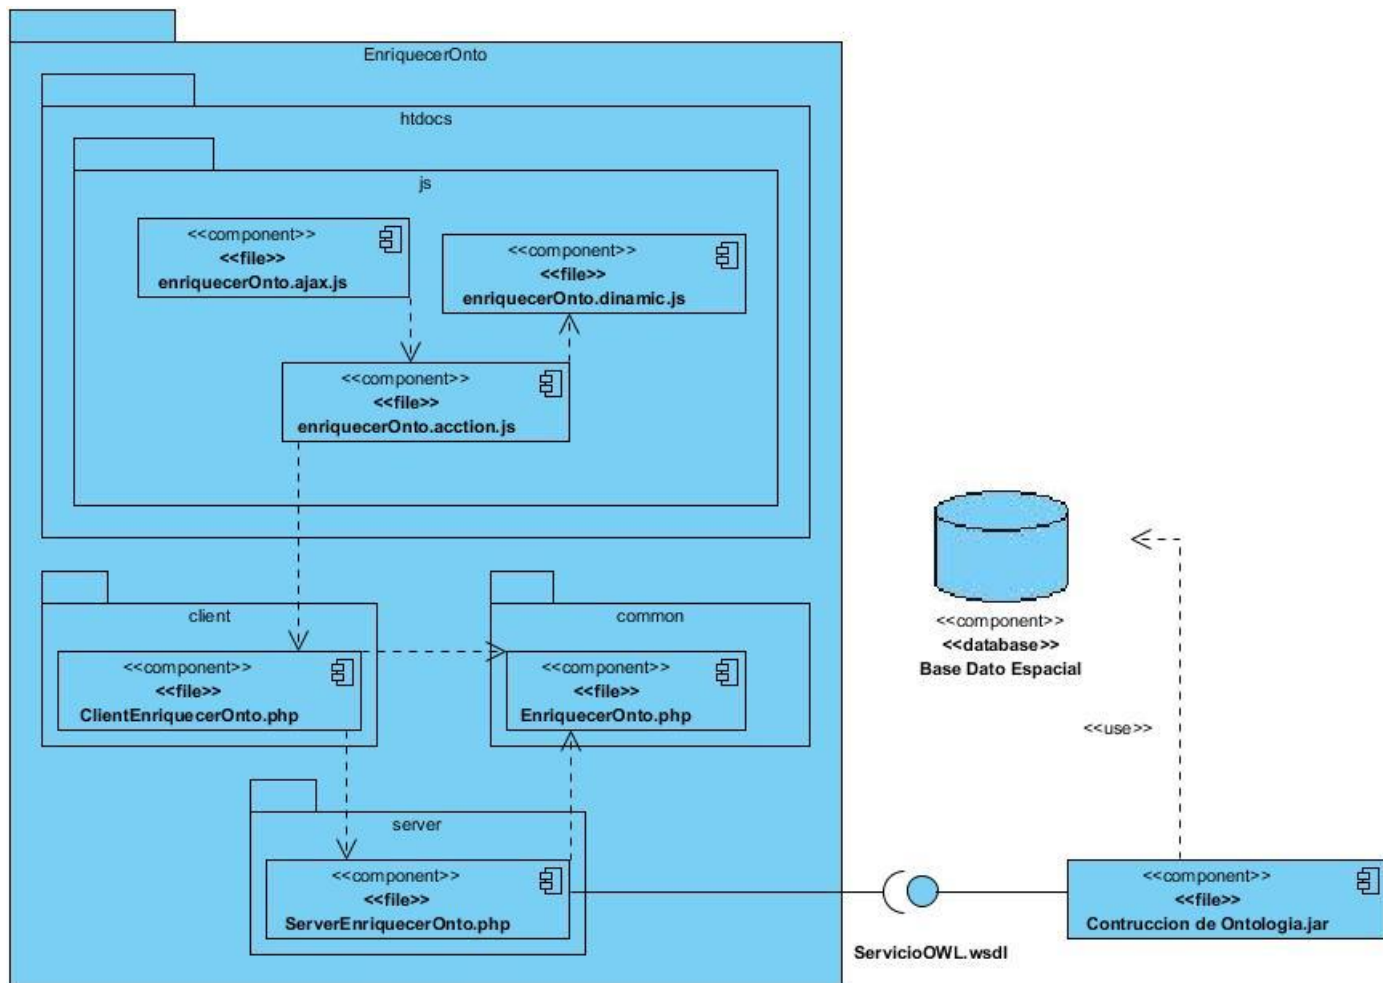 EnriquecerOnto
htdocs
js
<<component>>
<<file>>
enriquecerOnto.ajax.js
<<component>>
<<file>>
enriquecerOnto.dinamic.js
<<component>>
<<file>>
enriquecerOnto.acction.js
client
<<component>>
<<file>>
ClientEnriquecerOnto.php
common
<<component>>
<<file>>
EnriquecerOnto.php
<<component>>
<<database>>
Base Dato Espacial
<<use>>
server
<<component>>
<<file>>
ServerEnriquecerOnto.php
ServicioOWL.wsdl
<<component>>
<<file>>
Contruccion de Ontologia.jar